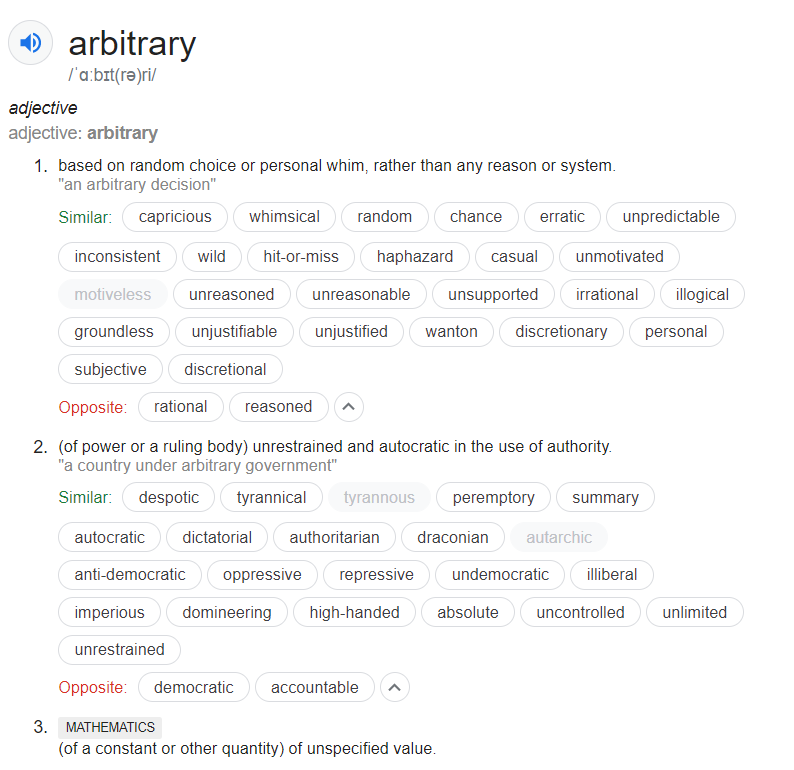 arbitrary
/ˈɑːbɪt(rə)ri/
adjective
adjective: arbitrary
1. based on random choice or personal whim, rather than any reason or system.
"an arbitrary decision"
Similar: capricious whimsical random chance erratic unpredictable
inconsistent wild hit-or-miss haphazard casual unmotivated
motiveless unreasoned unreasonable unsupported irrational illogical
groundless unjustifiable unjustified wanton discretionary personal
subjective discretional
Opposite: rational reasoned
2. (of power or a ruling body) unrestrained and autocratic in the use of authority.
"a country under arbitrary government"
Similar: despotic tyrannical tyrannous peremptory summary
autocratic dictatorial authoritarian draconian autarchic
anti-democratic oppressive repressive undemocratic illiberal
imperious domineering high-handed absolute uncontrolled unlimited
unrestrained
Opposite: democratic accountable
3. MATHEMATICS
(of a constant or other quantity) of unspecified value.